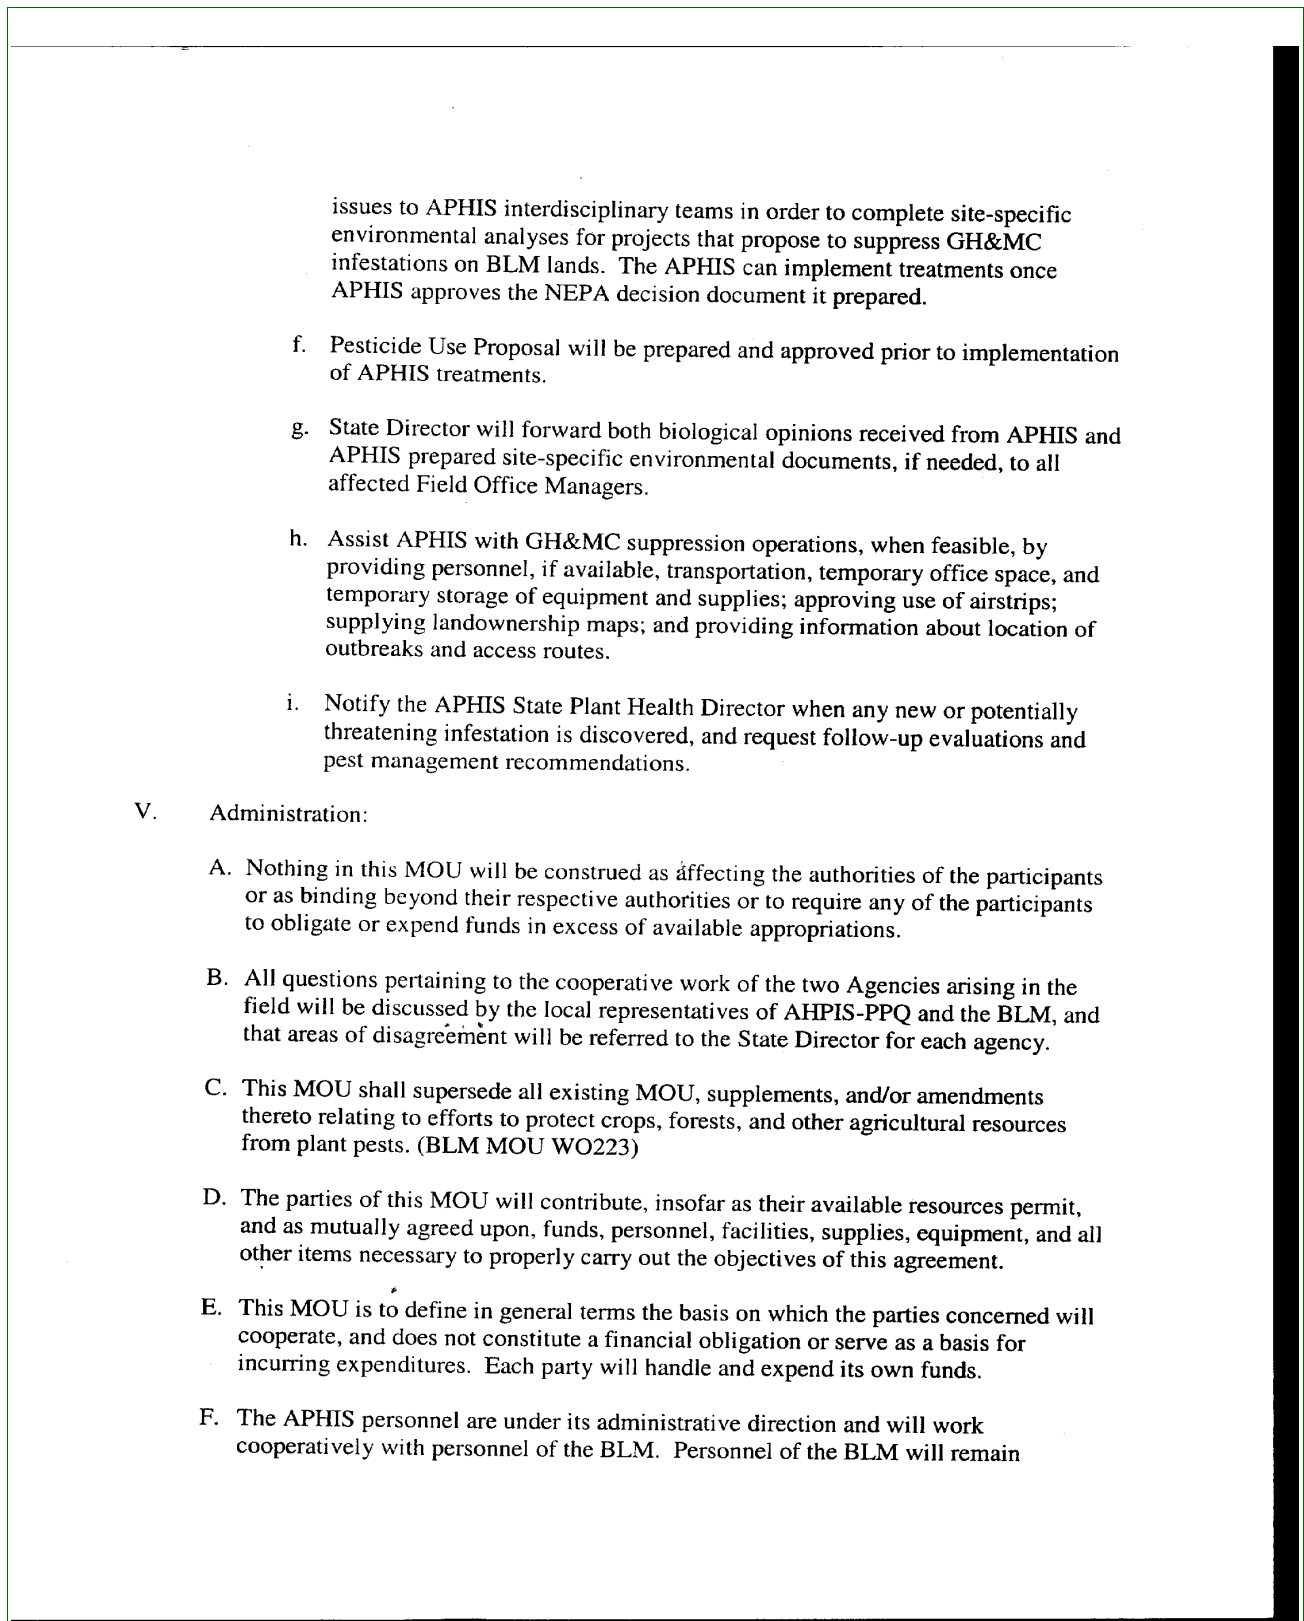 issues to APHIS interdisciplinary teams in order to complete site-specific
environmental analyses for projects that propose to suppress GH&MC
infestations on BLM lands. The APHIS can implement treatments once
APHIS approves the NEPA decision document it prepared.
f. Pesticide Use Proposal will be prepared and approved prior to implementation
of APHIS treatments.
g. State Director will forward both biological opinions received from APHIS and
APHIS prepared site-specific environmental documents, if needed, to all
affected Field Office Managers.
h. Assist APHIS with GH&MC suppression operations, when feasible, by
providing personnel, if available, transportation, temporary office space, and
temporary storage of equipment and supplies; approving use of airstrips;
supplying landownership maps; and providing information about location of
outbreaks and access routes.
i. Notify the APHIS State Plant Health Director when any new or potentially
threatening infestation is discovered, and request follow-up evaluations and
pest management recommendations.
V. Administration:
A. Nothing in this MOU will be construed as affecting the authorities of the participants
or as binding beyond their respective authorities or to require any of the participants
to obligate or expend funds in excess of available appropriations.
B. All questions pertaining to the cooperative work of the two Agencies arising in the
field will be discussed by the local representatives of AHPIS-PPQ and the BLM, and
that areas of disagreement will be referred to the State Director for each agency.
C. This MOU shall supersede all existing MOU, supplements, and/or amendments
thereto relating to efforts to protect crops, forests, and other agricultural resources
from plant pests. (BLM MOU WO223)
D. The parties of this MOU will contribute, insofar as their available resources permit,
and as mutually agreed upon, funds, personnel, facilities, supplies, equipment, and all
other items necessary to properly carry out the objectives of this agreement.
E. This MOU is to define in general terms the basis on which the parties concerned will
cooperate, and does not constitute a financial obligation or serve as a basis for
incurring expenditures. Each party will handle and expend its own funds.
F. The APHIS personnel are under its administrative direction and will work
cooperatively with personnel of the BLM. Personnel of the BLM will remain